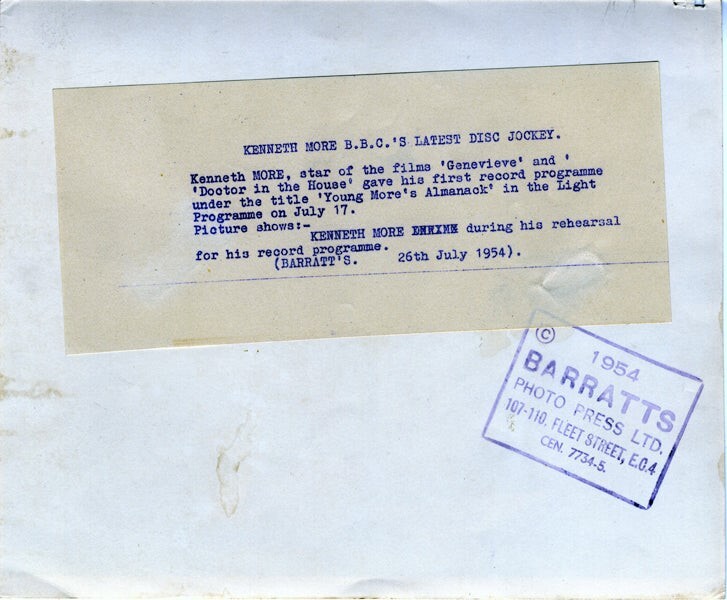 KENNETH MORE B.B.C.'S LATEST DISC JOCKEY.
Kenneth MORE, star of the films 'Genevieve' and '
'Doctor in the House' gave his first record programme
under the title 'Young More's Almanack' in the Light
Programme on July 17.
Picture shows:-
KENNETH MORE during his rehearsal
for his record programme.
(BARRATT'S. 26th July 1954).
© 1954
BARRATTS
PHOTO PRESS LTD.
107-110, FLEET STREET, E.C.4
CEN. 7734-5.